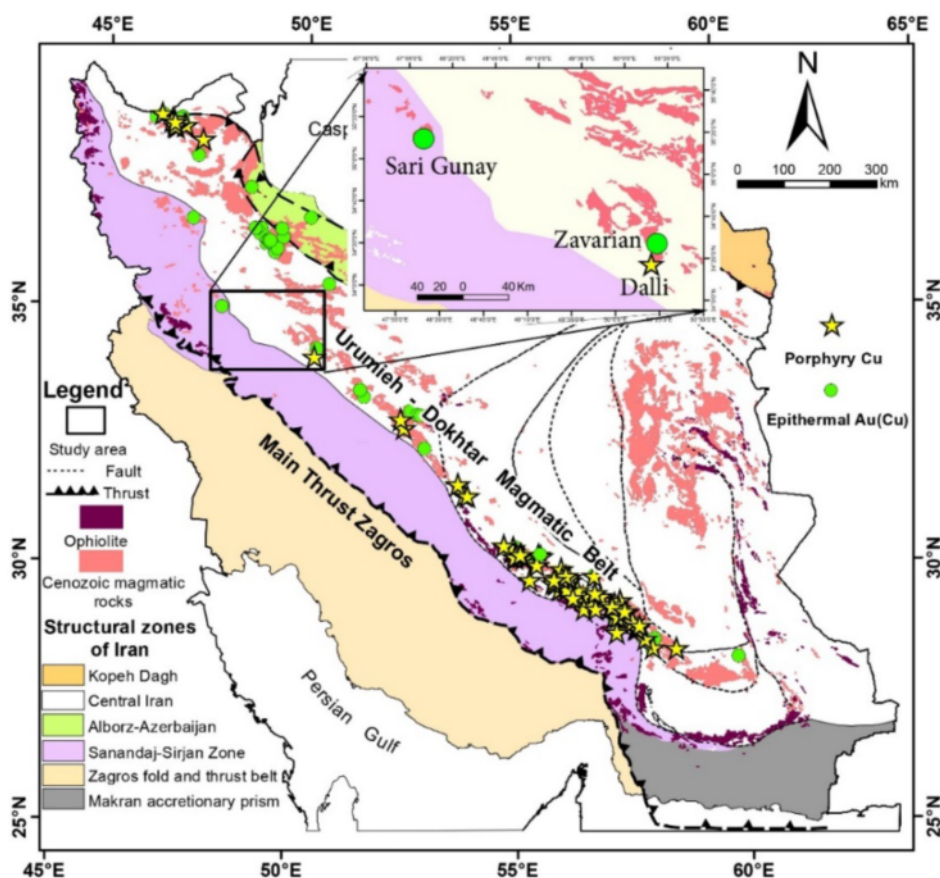 45°E
50°E
55°E
60°E
65°E
N
0 100 200 300
km
Casp
Sari Gunay
Zavarian
Dalli
40 20 0 40 Km
35°N
35°N
Porphyry Cu
Epithermal Au(Cu)
Urumieh - Dokhtar Magmatic Belt
Main Thrust Zagros
Persian Gulf
Legend
Study area
Fault
Thrust
Ophiolite
Cenozoic magmatic
rocks
Structural zones
of Iran
Kopeh Dagh
Central Iran
Alborz-Azerbaijan
Sanandaj-Sirjan Zone
Zagros fold and thrust belt
Makran accretionary prism
30°N
30°N
25°N
25°N
45°E
50°E
55°E
60°E